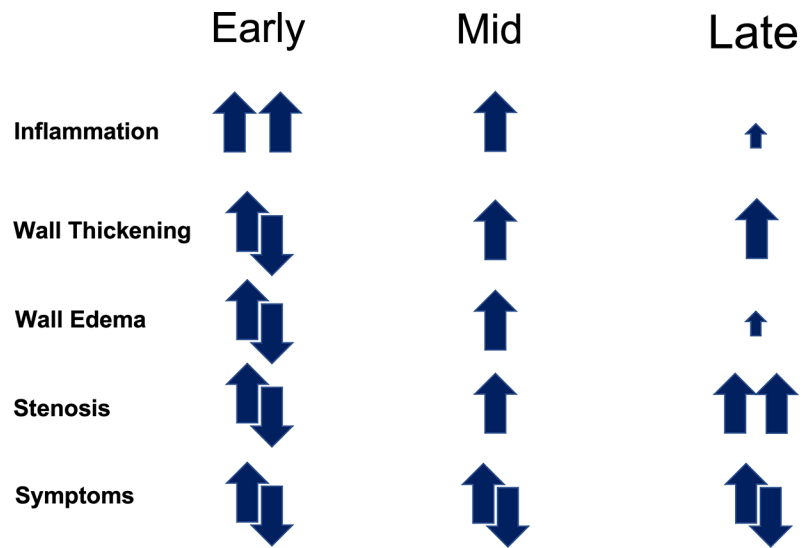 Early Mid Late
Inflammation
Wall Thickening
Wall Edema
Stenosis
Symptoms